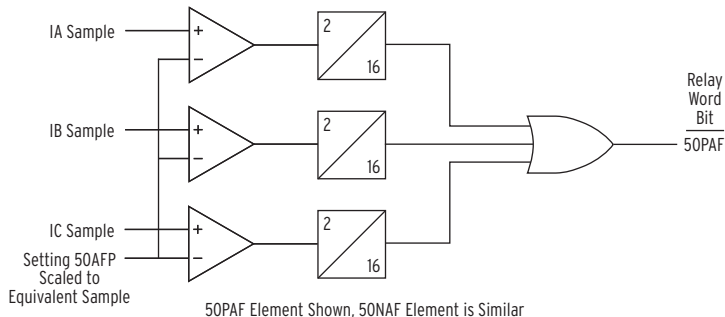 IA Sample
+
−
2
16
Relay
Word
Bit
50PAF
IB Sample
+
−
2
16
IC Sample
+
−
2
16
Setting 50AFP
Scaled to
Equivalent Sample
50PAF Element Shown, 50NAF Element is Similar